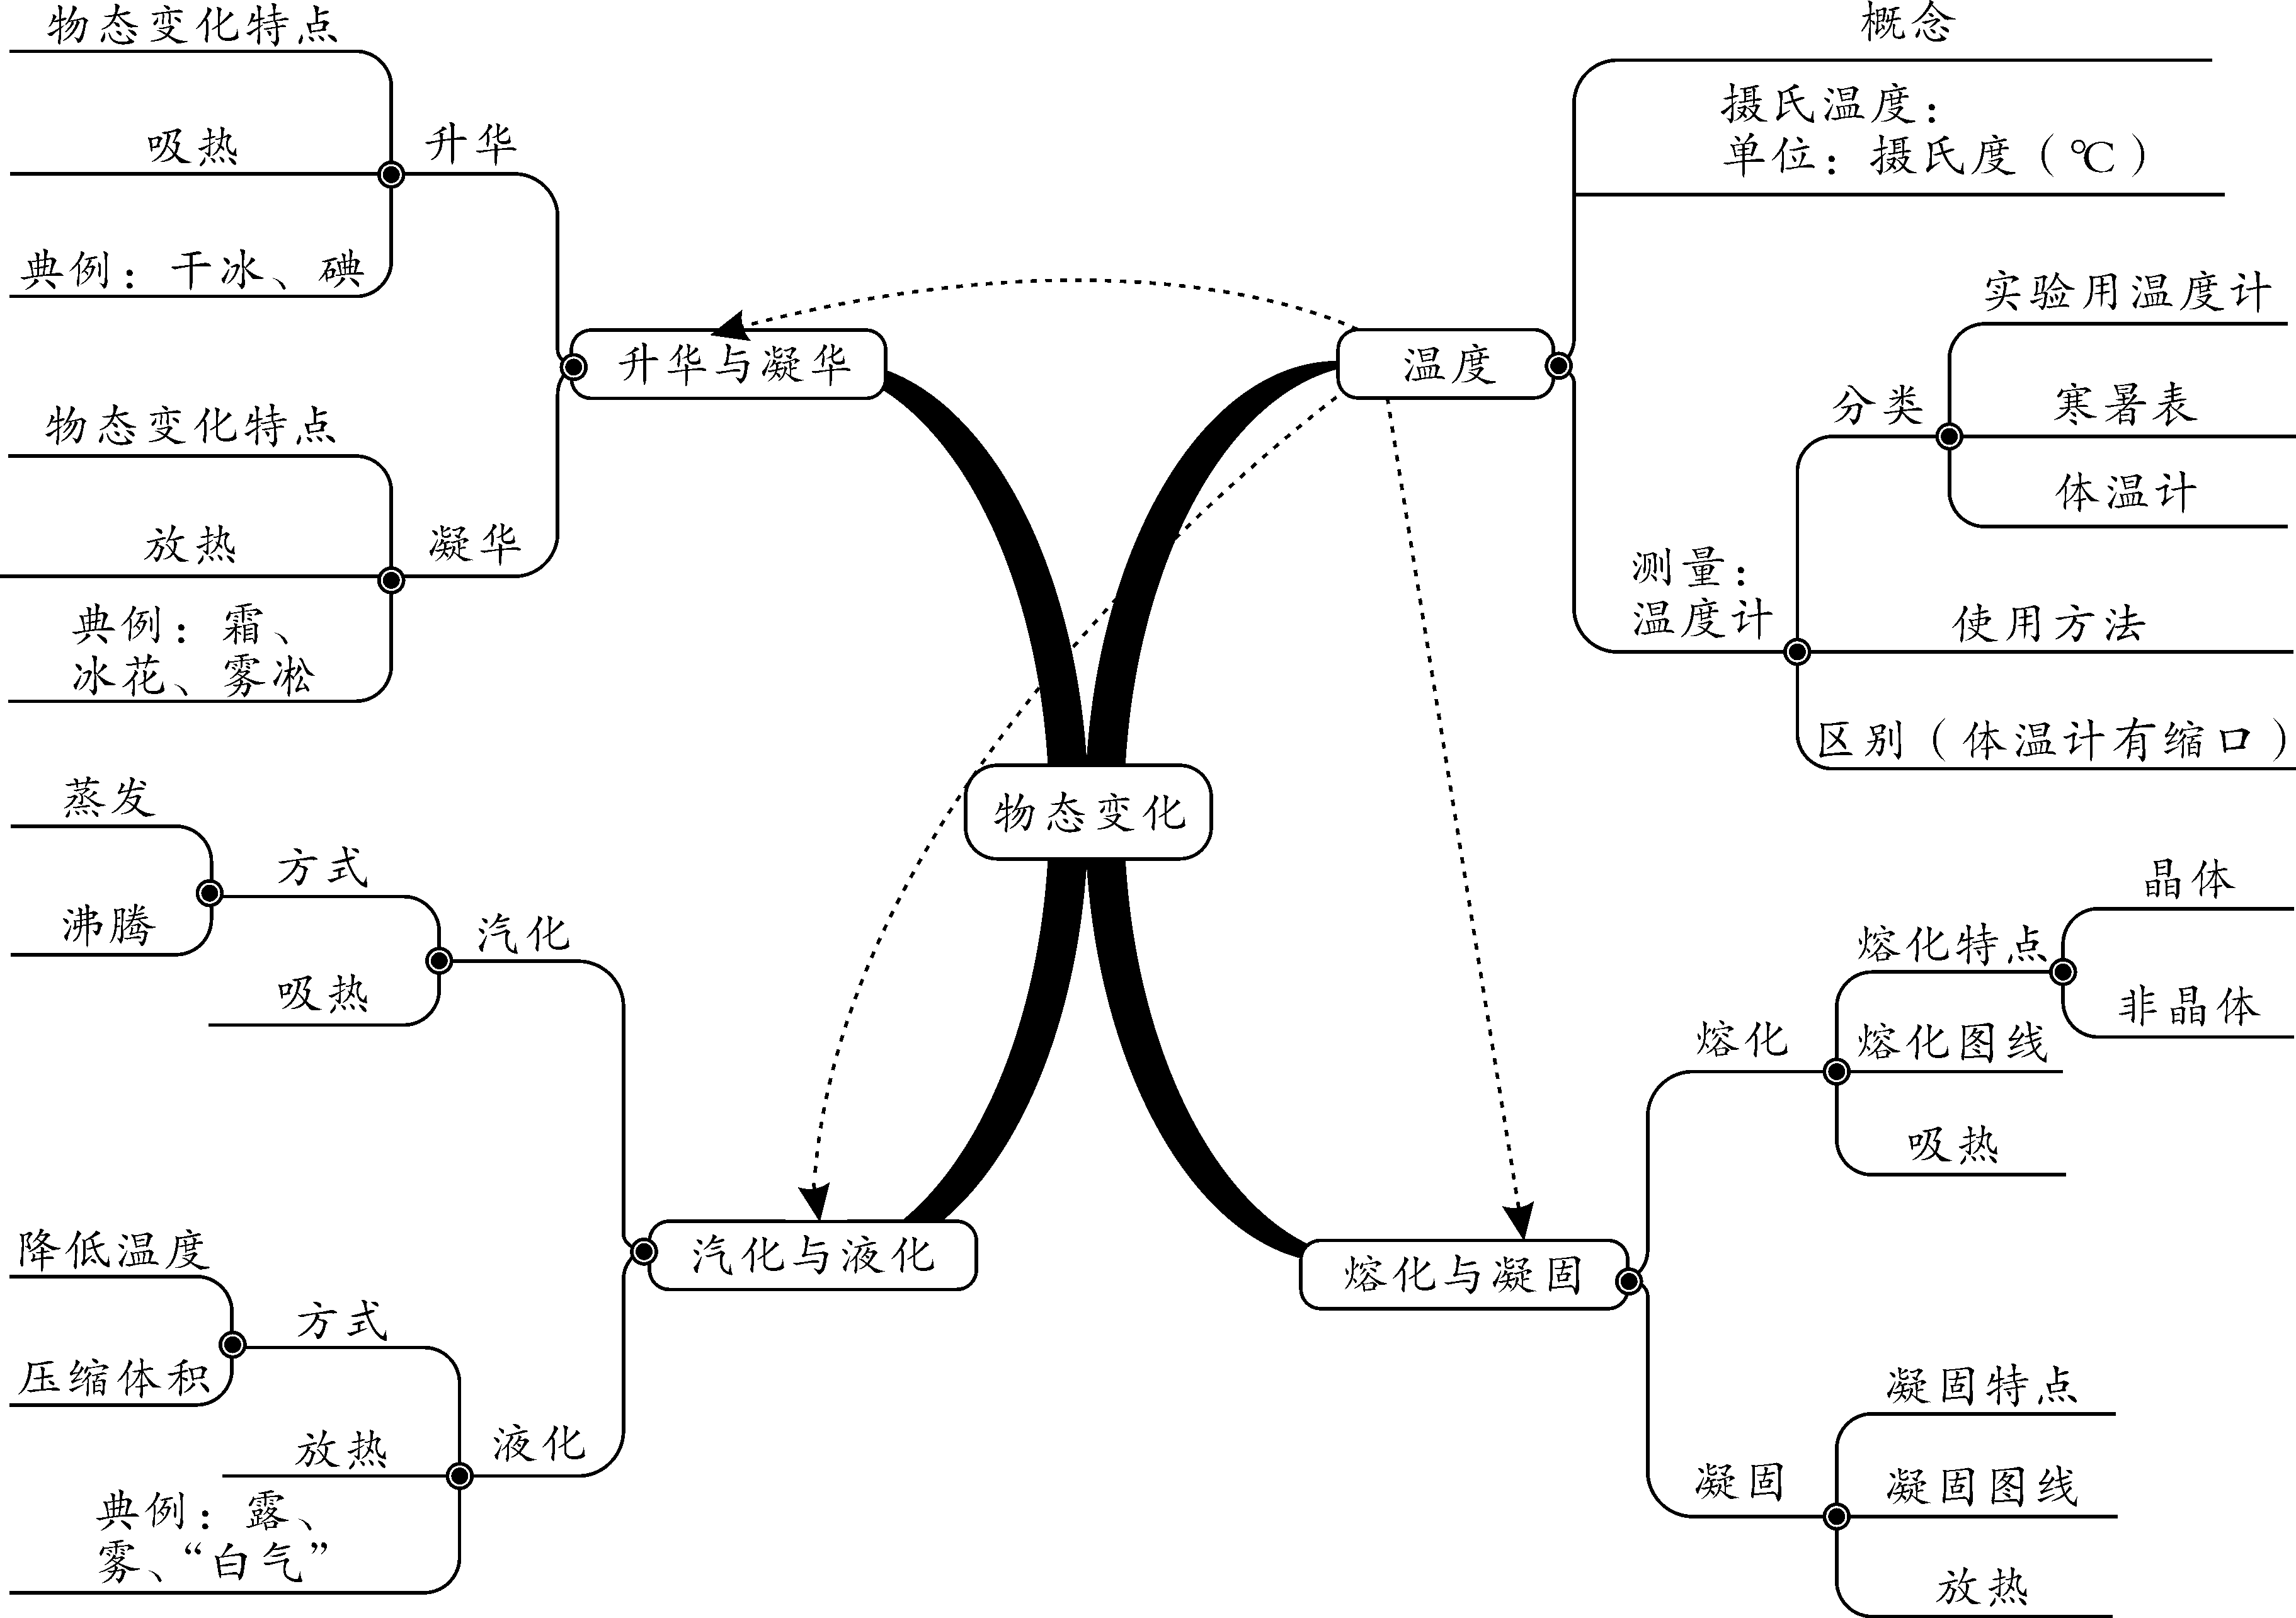 物态变化特点
吸热
升华
典例：干冰、碘
升华与凝华
物态变化特点
放热
凝华
典例：霜、
冰花、雾凇
概念
摄氏温度：
单位：摄氏度（℃）
温度
实验用温度计
分类
寒暑表
体温计
测量：
温度计
使用方法
区别（体温计有缩口）
物态变化
蒸发
方式
沸腾
汽化
吸热
汽化与液化
降低温度
方式
压缩体积
放热
液化
典例：露、
雾、“白气”
晶体
熔化特点
非晶体
熔化
熔化图线
吸热
熔化与凝固
凝固特点
凝固
凝固图线
放热